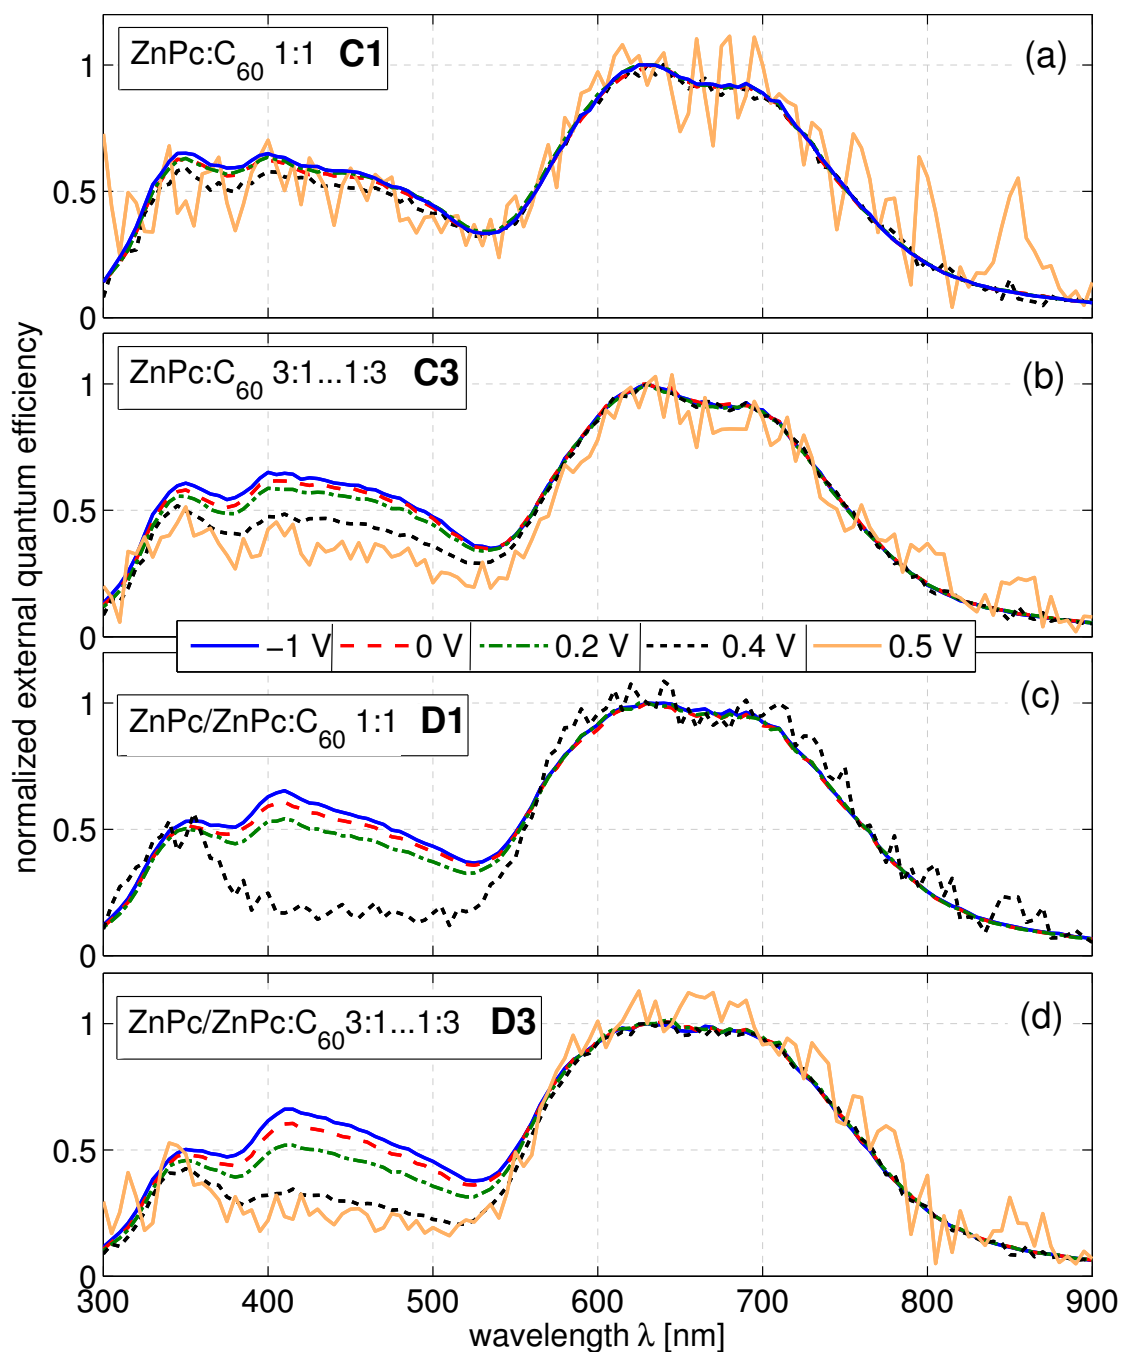 ZnPc:C60 1:1 C1
(a)
1
0.5
0
ZnPc:C60 3:1...1:3 C3
(b)
1
0.5
0
−1 V 0 V 0.2 V 0.4 V 0.5 V
ZnPc/ZnPc:C60 1:1 D1
(c)
1
0.5
0
ZnPc/ZnPc:C60 3:1...1:3 D3
(d)
1
0.5
0
300 400 500 600 700 800 900
wavelength λ [nm]
normalized external quantum efficiency